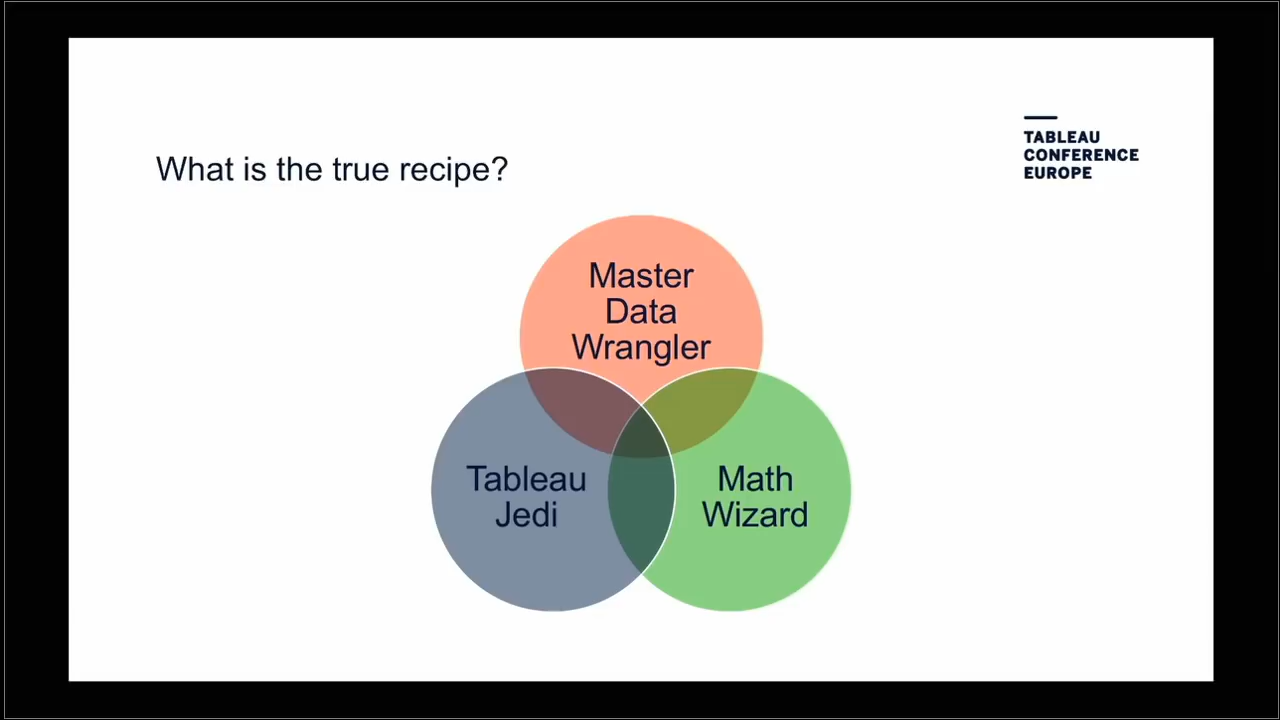 What is the true recipe?
TABLEAU
CONFERENCE
EUROPE
Master
Data
Wrangler
Tableau
Jedi
Math
Wizard